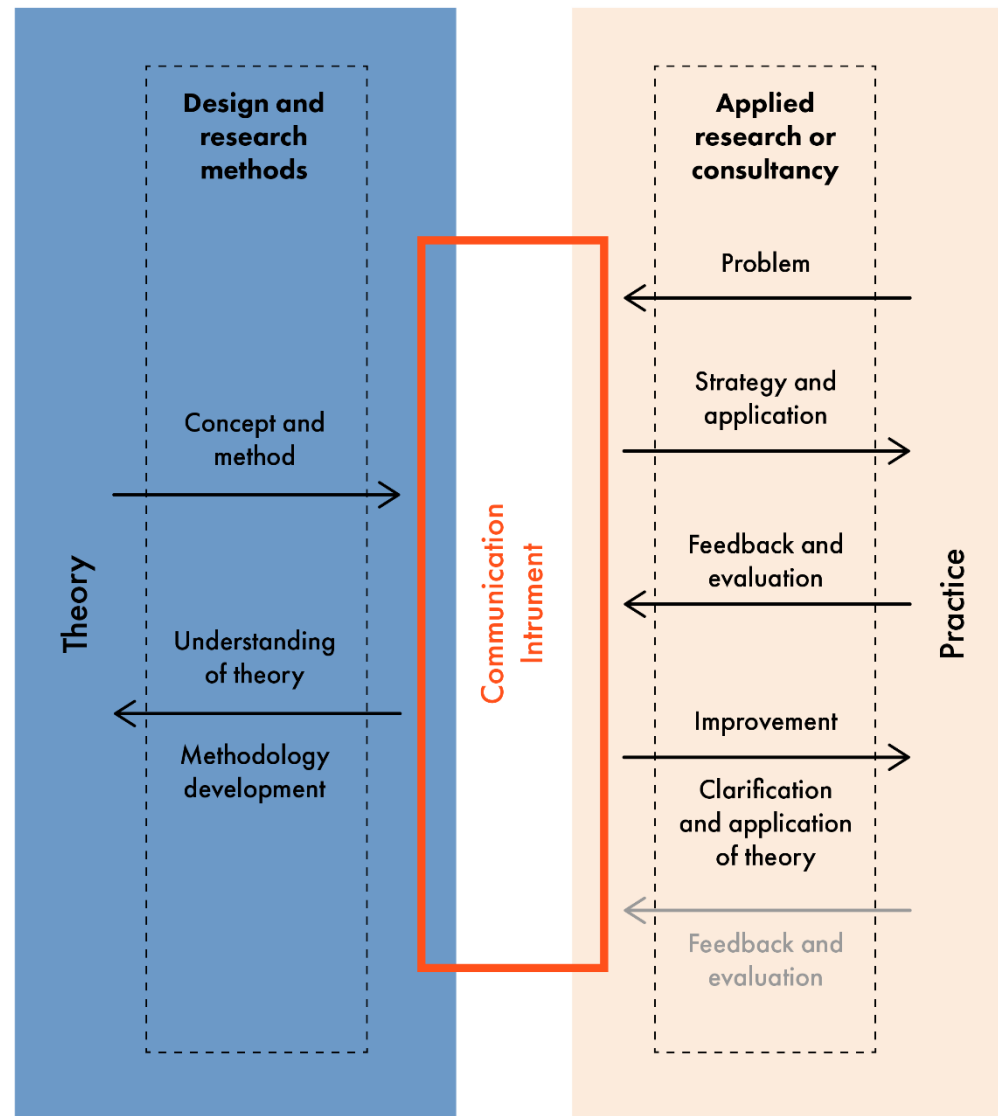 Design and
research
methods
Concept and
method
Theory
Understanding
of theory
Methodology
development
Communication
Intrument
Applied
research or
consultancy
Problem
Strategy and
application
Feedback and
evaluation
Practice
Improvement
Clarification
and application
of theory
Feedback and
evaluation